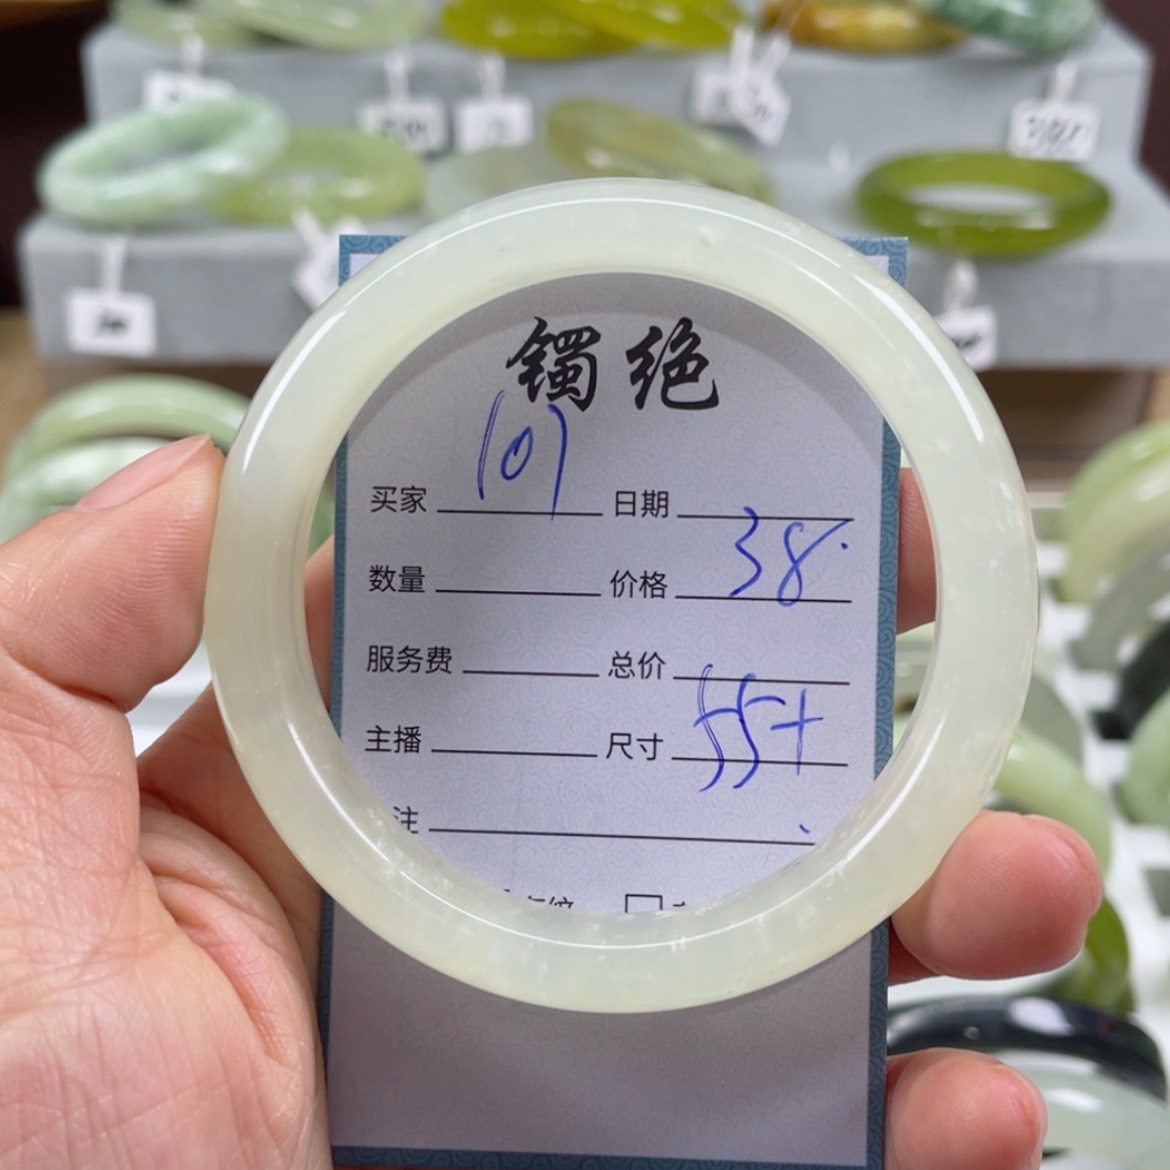 镯绝
买家 101 日期
数量 价格 38.
服务费 总价
主播 尺寸 55+
注